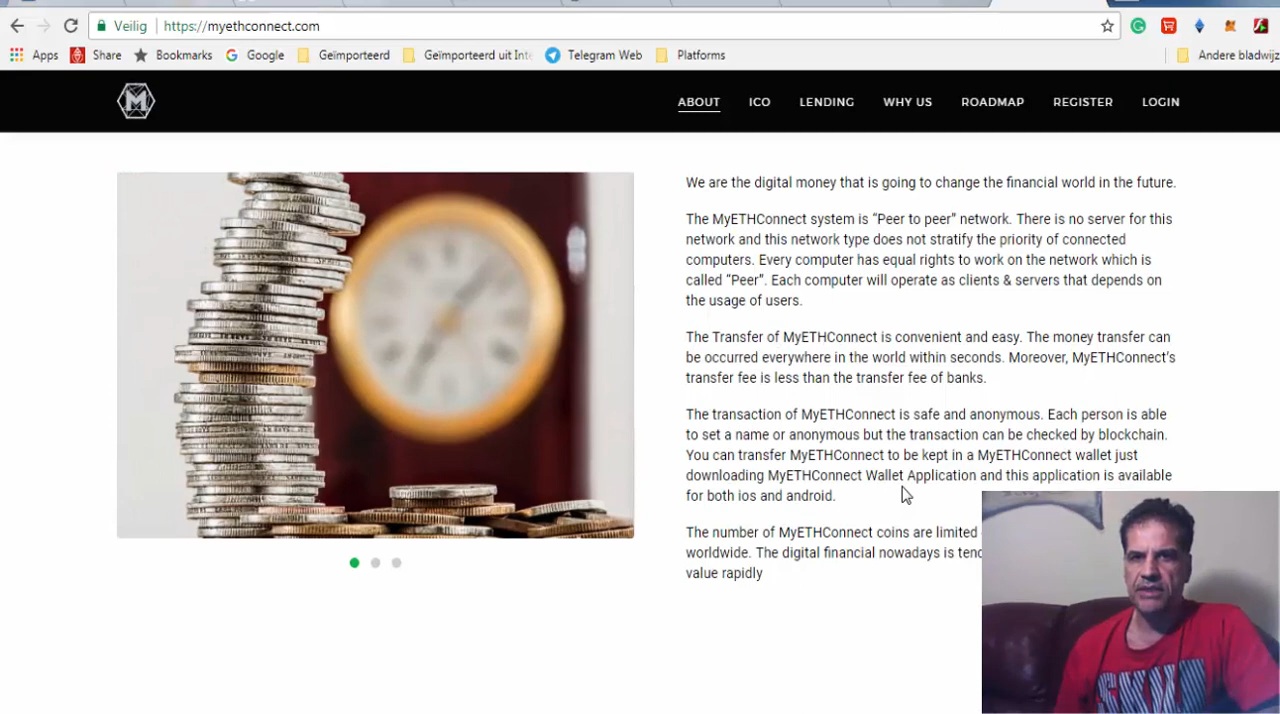 Veilig https://myethconnect.com
Apps Share Bookmarks Google Geïmporteerd Geïmporteerd uit Int Telegram Web Platforms Andere bladwijz
M ABOUT ICO LENDING WHY US ROADMAP REGISTER LOGIN
We are the digital money that is going to change the financial world in the future.
The MyETHConnect system is “Peer to peer” network. There is no server for this
network and this network type does not stratify the priority of connected
computers. Every computer has equal rights to work on the network which is
called “Peer”. Each computer will operate as clients & servers that depends on
the usage of users.
The Transfer of MyETHConnect is convenient and easy. The money transfer can
be occurred everywhere in the world within seconds. Moreover, MyETHConnect's
transfer fee is less than the transfer fee of banks.
The transaction of MyETHConnect is safe and anonymous. Each person is able
to set a name or anonymous but the transaction can be checked by blockchain.
You can transfer MyETHConnect to be kept in a MyETHConnect wallet just
downloading MyETHConnect Wallet Application and this application is available
for both ios and android.
The number of MyETHConnect coins are limited
worldwide. The digital financial nowadays is tend
value rapidly